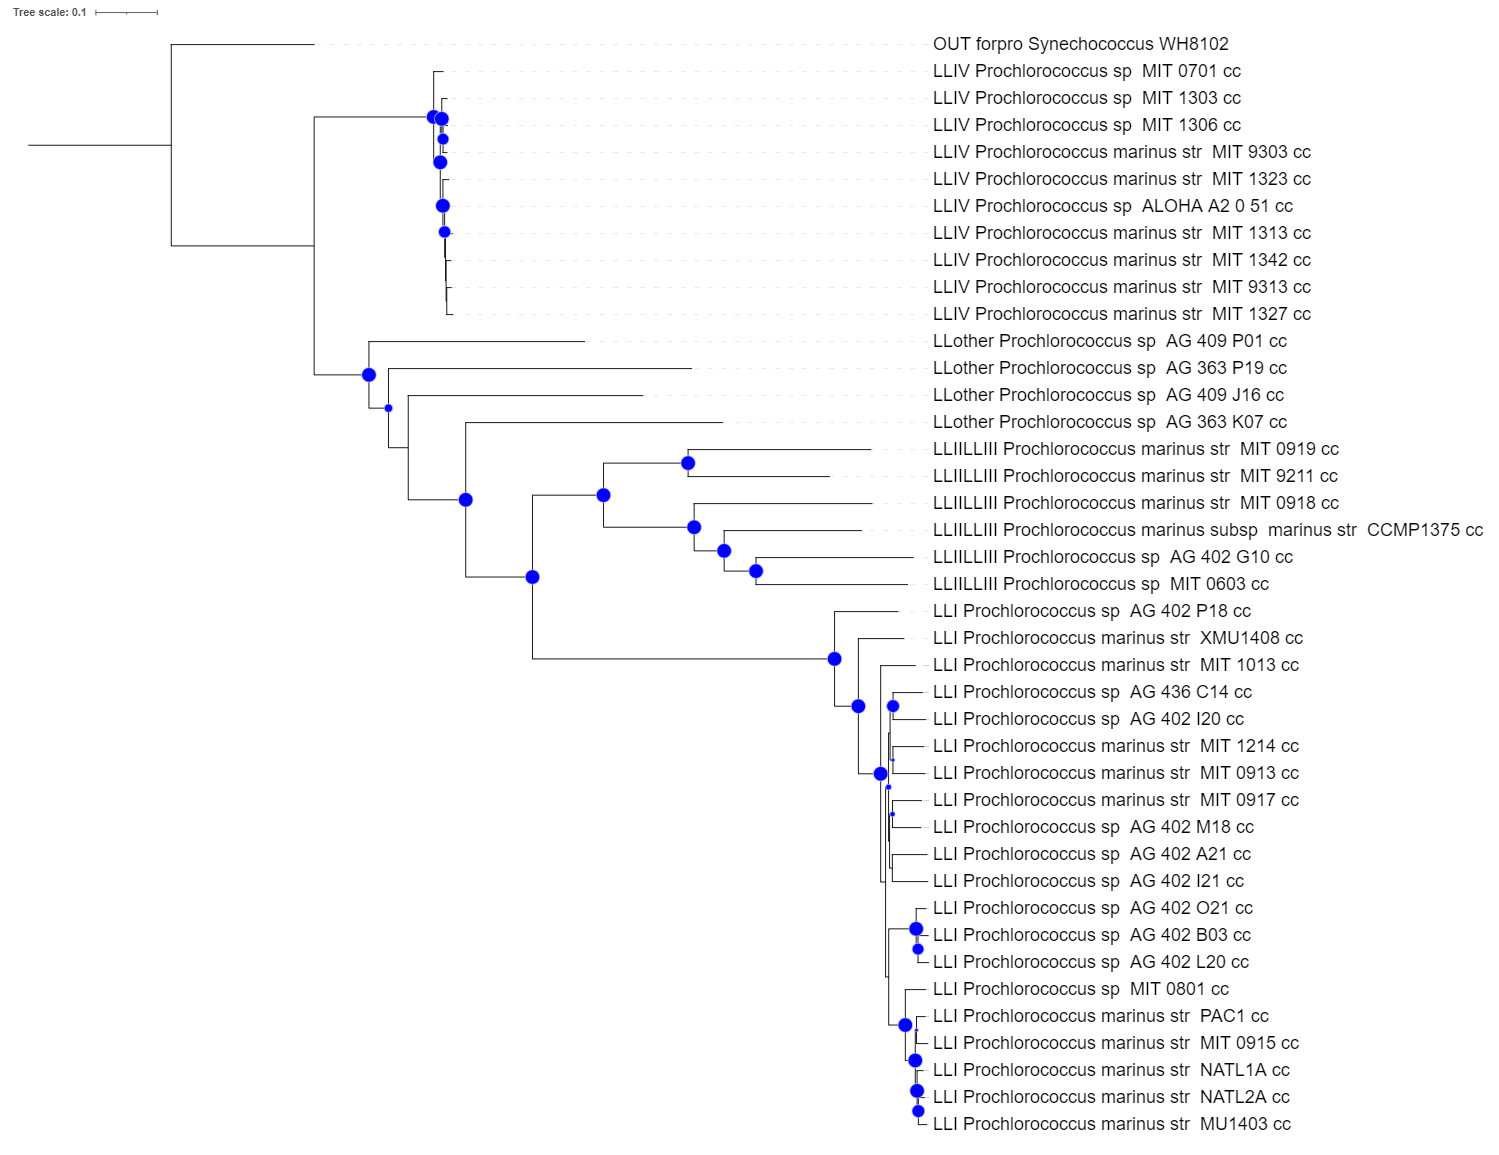 Tree scale: 0.1
OUT forpro Synechococcus WH8102
LLIV Prochlorococcus sp MIT 0701 cc
LLIV Prochlorococcus sp MIT 1303 cc
LLIV Prochlorococcus sp MIT 1306 cc
LLIV Prochlorococcus marinus str MIT 9303 cc
LLIV Prochlorococcus marinus str MIT 1323 cc
LLIV Prochlorococcus sp ALOHA A2 0 51 cc
LLIV Prochlorococcus marinus str MIT 1313 cc
LLIV Prochlorococcus marinus str MIT 1342 cc
LLIV Prochlorococcus marinus str MIT 9313 cc
LLIV Prochlorococcus marinus str MIT 1327 cc
LLother Prochlorococcus sp AG 409 P01 cc
LLother Prochlorococcus sp AG 363 P19 cc
LLother Prochlorococcus sp AG 409 J16 cc
LLother Prochlorococcus sp AG 363 K07 cc
LLIILLIII Prochlorococcus marinus str MIT 0919 cc
LLIILLIII Prochlorococcus marinus str MIT 9211 cc
LLIILLIII Prochlorococcus marinus str MIT 0918 cc
LLIILLIII Prochlorococcus marinus subsp marinus str CCMP1375 cc
LLIILLIII Prochlorococcus sp AG 402 G10 cc
LLIILLIII Prochlorococcus sp MIT 0603 cc
LLI Prochlorococcus sp AG 402 P18 cc
LLI Prochlorococcus marinus str XMU1408 cc
LLI Prochlorococcus marinus str MIT 1013 cc
LLI Prochlorococcus sp AG 436 C14 cc
LLI Prochlorococcus sp AG 402 I20 cc
LLI Prochlorococcus marinus str MIT 1214 cc
LLI Prochlorococcus marinus str MIT 0913 cc
LLI Prochlorococcus marinus str MIT 0917 cc
LLI Prochlorococcus sp AG 402 M18 cc
LLI Prochlorococcus sp AG 402 A21 cc
LLI Prochlorococcus sp AG 402 I21 cc
LLI Prochlorococcus sp AG 402 O21 cc
LLI Prochlorococcus sp AG 402 B03 cc
LLI Prochlorococcus sp AG 402 L20 cc
LLI Prochlorococcus sp MIT 0801 cc
LLI Prochlorococcus marinus str PAC1 cc
LLI Prochlorococcus marinus str MIT 0915 cc
LLI Prochlorococcus marinus str NATL1A cc
LLI Prochlorococcus marinus str NATL2A cc
LLI Prochlorococcus marinus str MU1403 cc